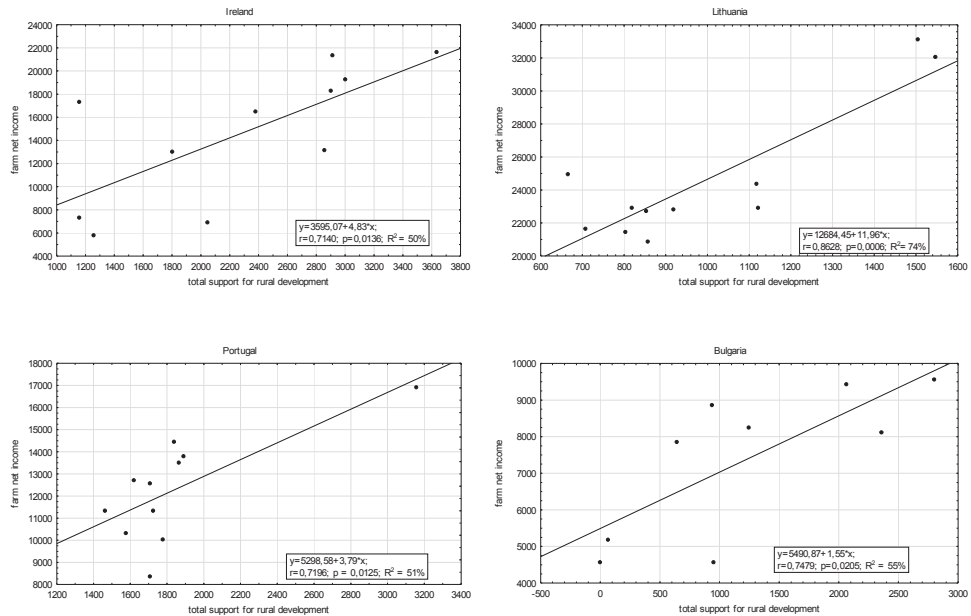 Ireland
farm net income
24000
22000
20000
18000
16000
14000
12000
10000
8000
6000
4000
y=3595,07+4,83*x;
r=0,7140; p=0,0136; R² = 50%
1000 1200 1400 1600 1800 2000 2200 2400 2600 2800 3000 3200 3400 3600 3800
total support for rural development
Lithuania
farm net income
34000
32000
30000
28000
26000
24000
22000
20000
y=12684,45+11,96*x;
r=0,8628; p=0,0006; R²= 74%
600 700 800 900 1000 1100 1200 1300 1400 1500 1600
total support for rural development
Portugal
farm net income
18000
17000
16000
15000
14000
13000
12000
11000
10000
9000
8000
y=5298,58+3,79*x;
r=0,7196; p = 0,0125; R² = 51%
1200 1400 1600 1800 2000 2200 2400 2600 2800 3000 3200 3400
total support for rural development
Bulgaria
farm net income
10000
9000
8000
7000
6000
5000
4000
y=5490,87+1,55*x;
r=0,7479; p=0,0205; R² = 55%
-500 0 500 1000 1500 2000 2500 3000
total support for rural development